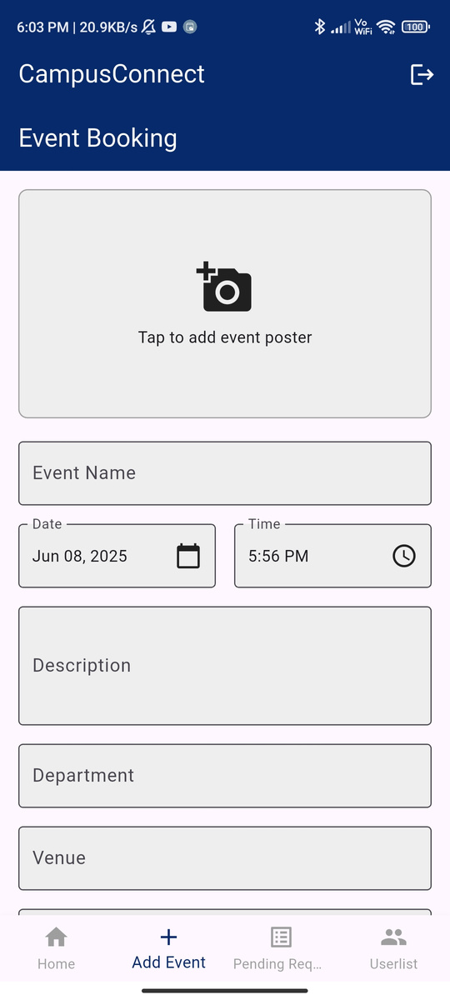 6:03 PM | 20.9KB/s
Vo WiFi
100
CampusConnect
Event Booking
Tap to add event poster
Event Name
Date
Time
Jun 08, 2025
5:56 PM
Description
Department
Venue
Home
Add Event
Pending Req...
Userlist